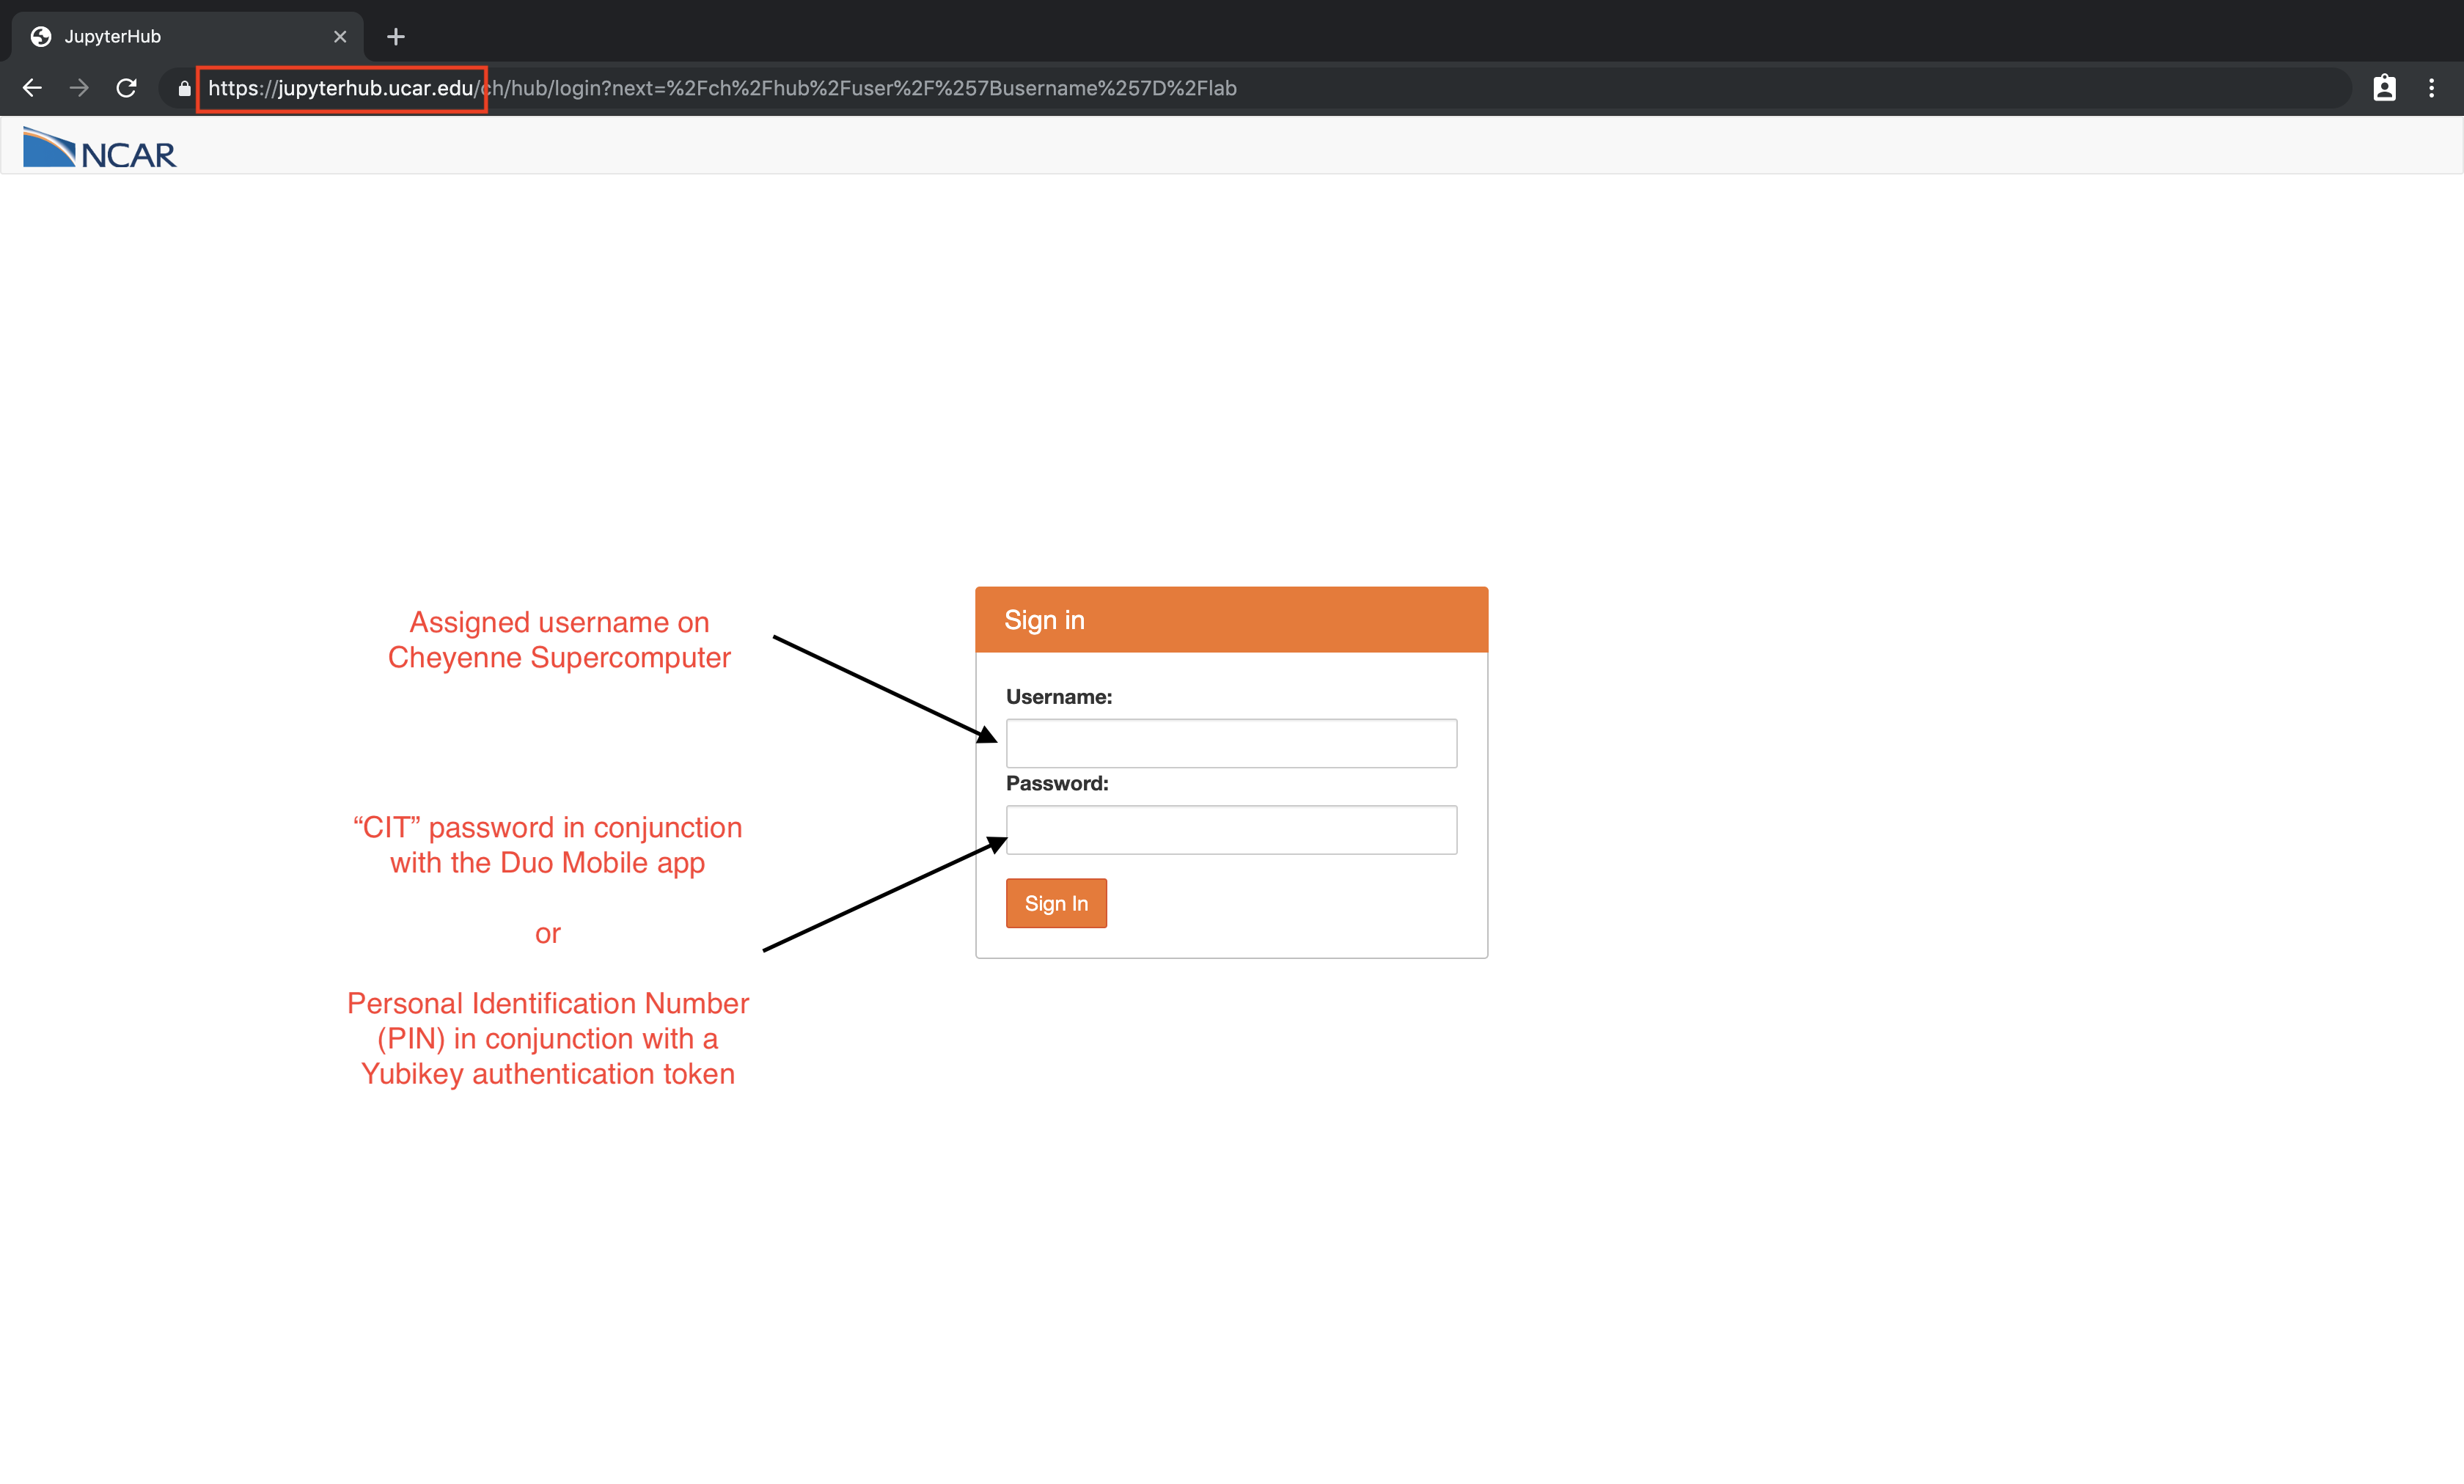 JupyterHub
https://jupyterhub.ucar.edu/ch/hub/login?next=%2Fch%2Fhub%2Fuser%2F%257Busername%257D%2Flab
NCAR
Assigned username on
Cheyenne Supercomputer
“CIT” password in conjunction
with the Duo Mobile app
or
Personal Identification Number
(PIN) in conjunction with a
Yubikey authentication token
Sign in
Username:
Password:
Sign In